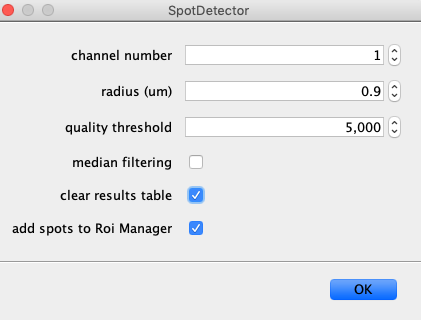 SpotDetector
channel number 1
radius (um) 0.9
quality threshold 5,000
median filtering
clear results table
add spots to Roi Manager
OK